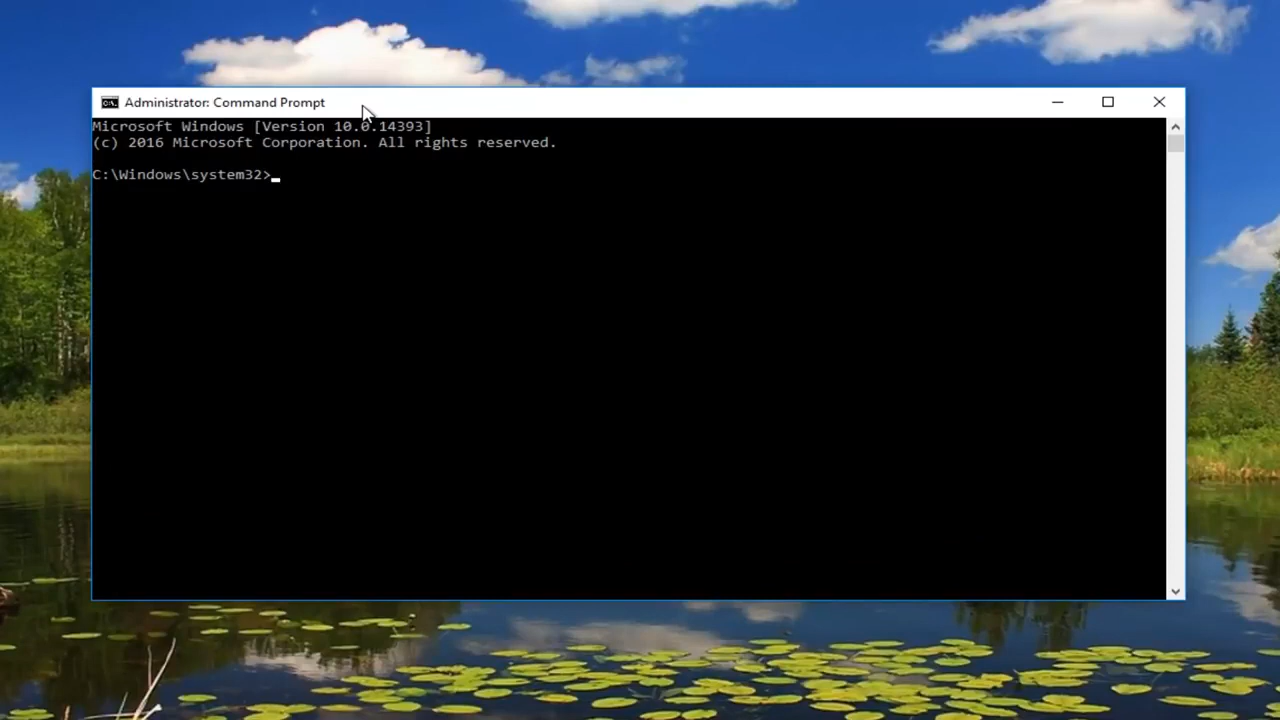 Administrator: Command Prompt
Microsoft Windows [Version 10.0.14393]
(c) 2016 Microsoft Corporation. All rights reserved.
C:\Windows\system32>